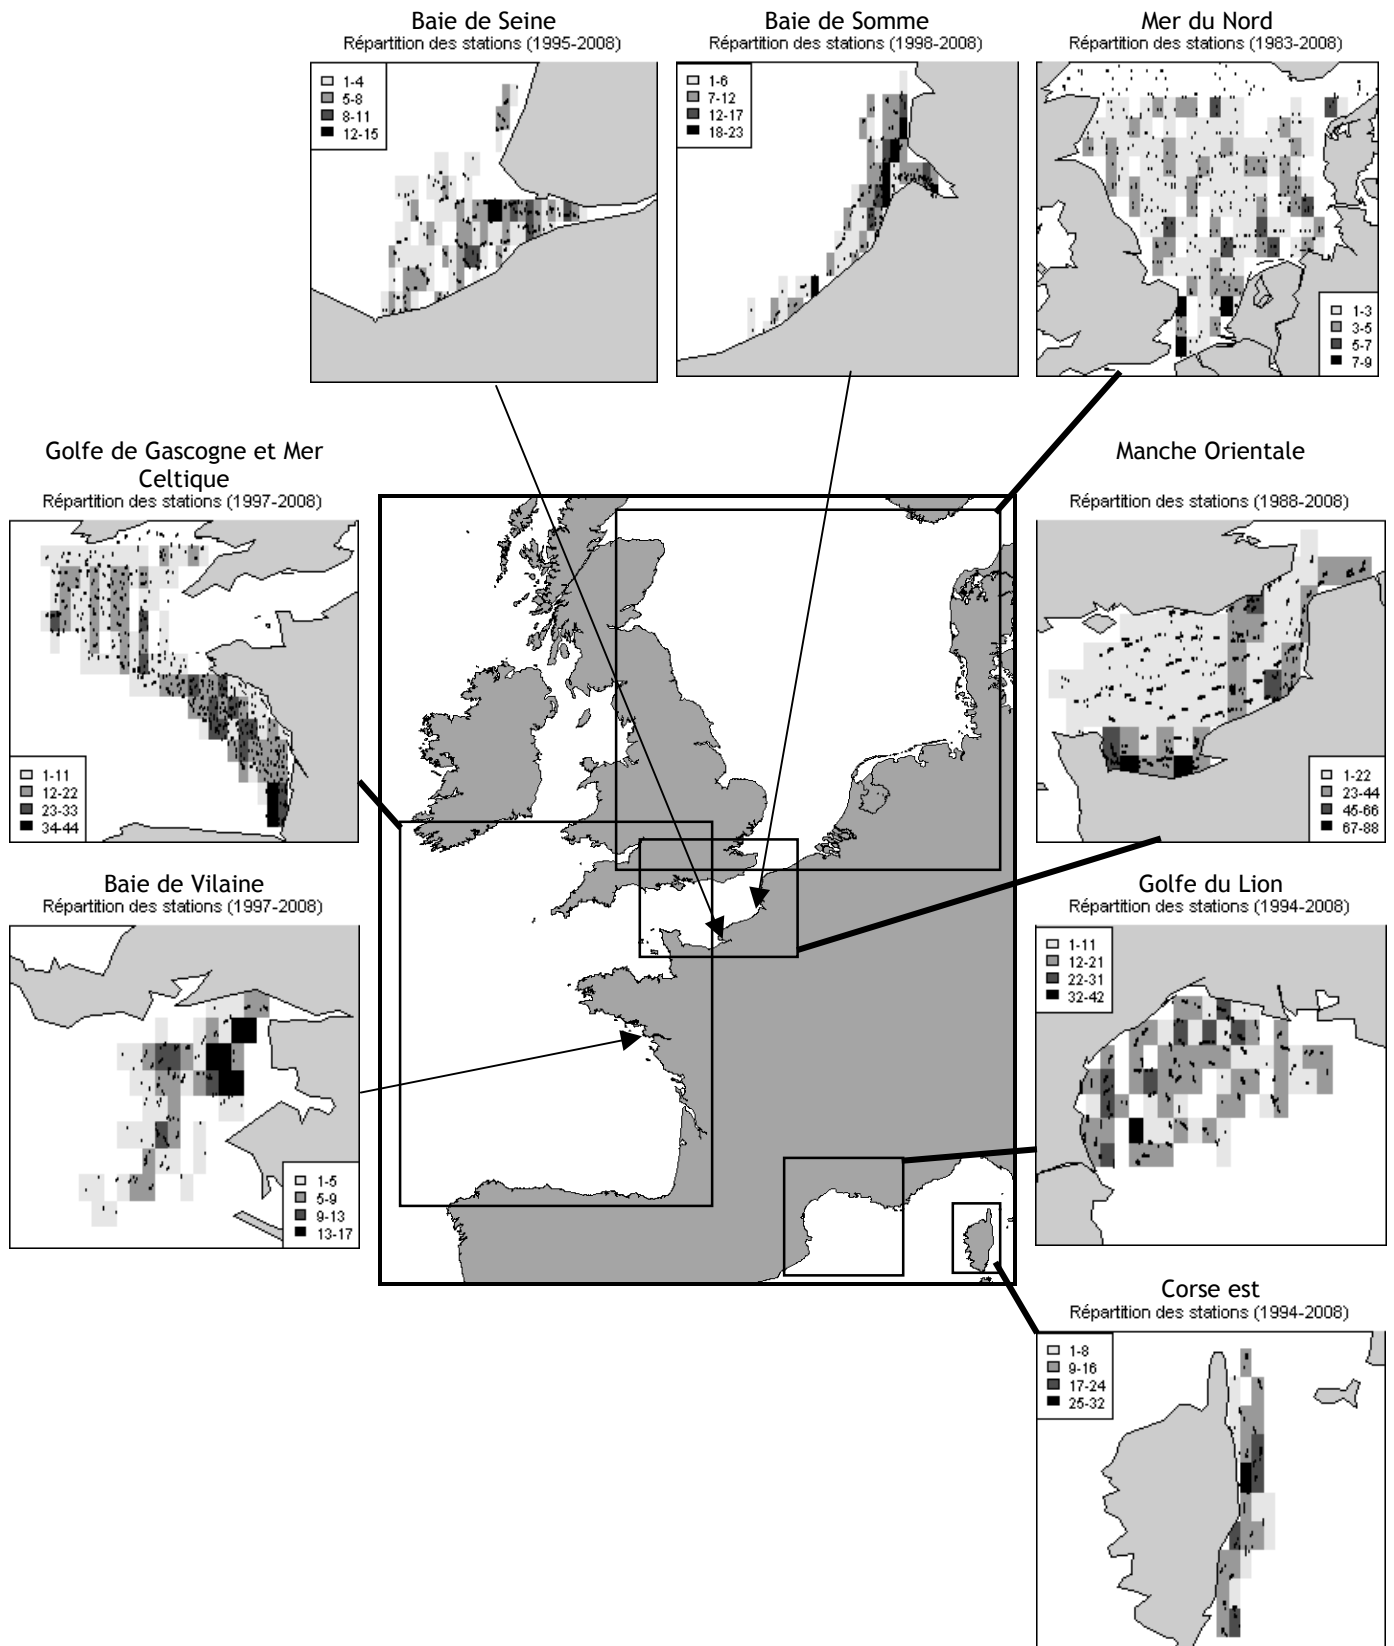 Baie de Seine
Répartition des stations (1995-2008)
1-4
5-8
8-11
12-15
Baie de Somme
Répartition des stations (1998-2008)
1-6
7-12
12-17
18-23
Mer du Nord
Répartition des stations (1983-2008)
1-3
3-5
5-7
7-9
Golfe de Gascogne et Mer
Celtique
Répartition des stations (1997-2008)
1-11
12-22
23-33
34-44
Manche Orientale
Répartition des stations (1988-2008)
1-22
23-44
45-66
67-88
Baie de Vilaine
Répartition des stations (1997-2008)
1-5
5-9
9-13
13-17
Golfe du Lion
Répartition des stations (1994-2008)
1-11
12-21
22-31
32-42
Corse est
Répartition des stations (1994-2008)
1-8
9-16
17-24
25-32